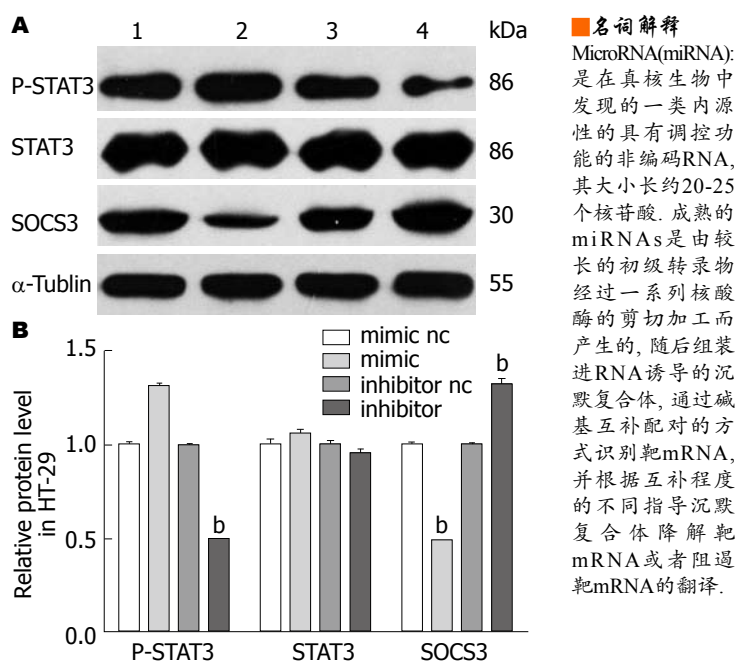 A
1 2 3 4 kDa
P-STAT3 86
STAT3 86
SOCS3 30
α-Tublin 55
B
mimic nc
mimic
inhibitor nc
inhibitor
Relative protein level
in HT-29
1.5
1.0
0.5
0.0
b
b
b
P-STAT3 STAT3 SOCS3
■名词解释
MicroRNA(miRNA):
是在真核生物中
发现的一类内源
性的具有调控功
能的非编码RNA,
其大小长约20-25
个核苷酸. 成熟的
miRNAs是由较
长的初级转录物
经过一系列核酸
酶的剪切加工而
产生的, 随后组装
进RNA诱导的沉
默复合体, 通过碱
基互补配对的方
式识别靶mRNA,
并根据互补程度
的不同指导沉默
复合体降解靶
mRNA或者阻遏
靶mRNA的翻译.